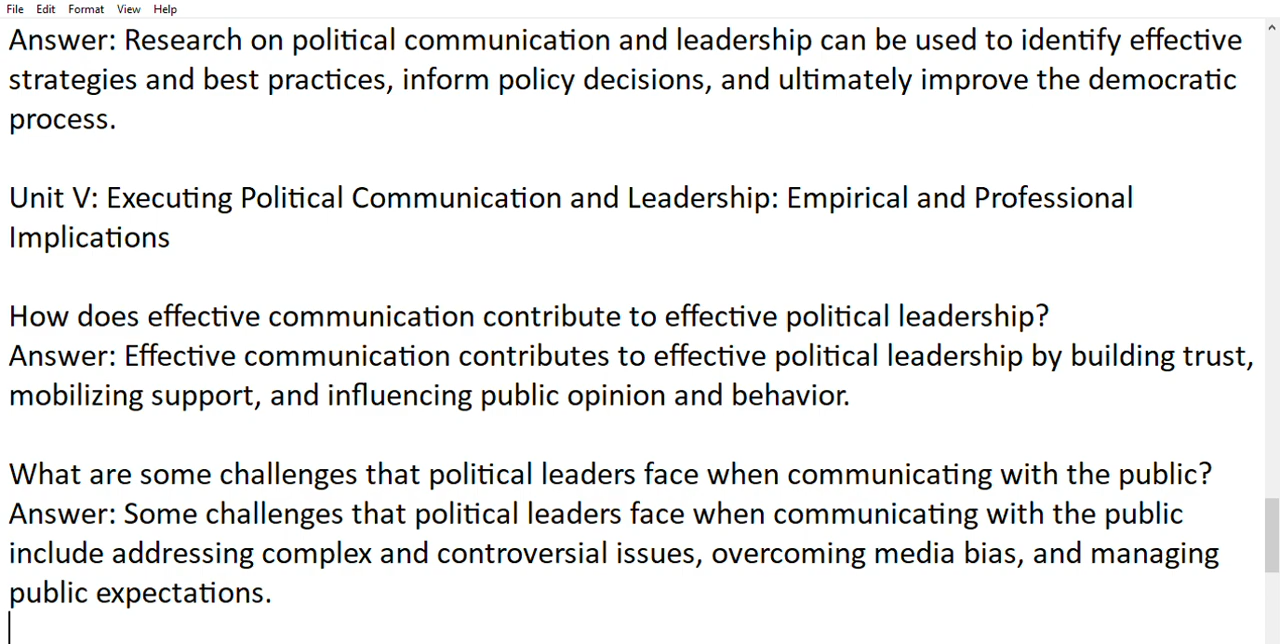 File Edit Format View Help
Answer: Research on political communication and leadership can be used to identify effective
strategies and best practices, inform policy decisions, and ultimately improve the democratic
process.
Unit V: Executing Political Communication and Leadership: Empirical and Professional
Implications
How does effective communication contribute to effective political leadership?
Answer: Effective communication contributes to effective political leadership by building trust,
mobilizing support, and influencing public opinion and behavior.
What are some challenges that political leaders face when communicating with the public?
Answer: Some challenges that political leaders face when communicating with the public
include addressing complex and controversial issues, overcoming media bias, and managing
public expectations.